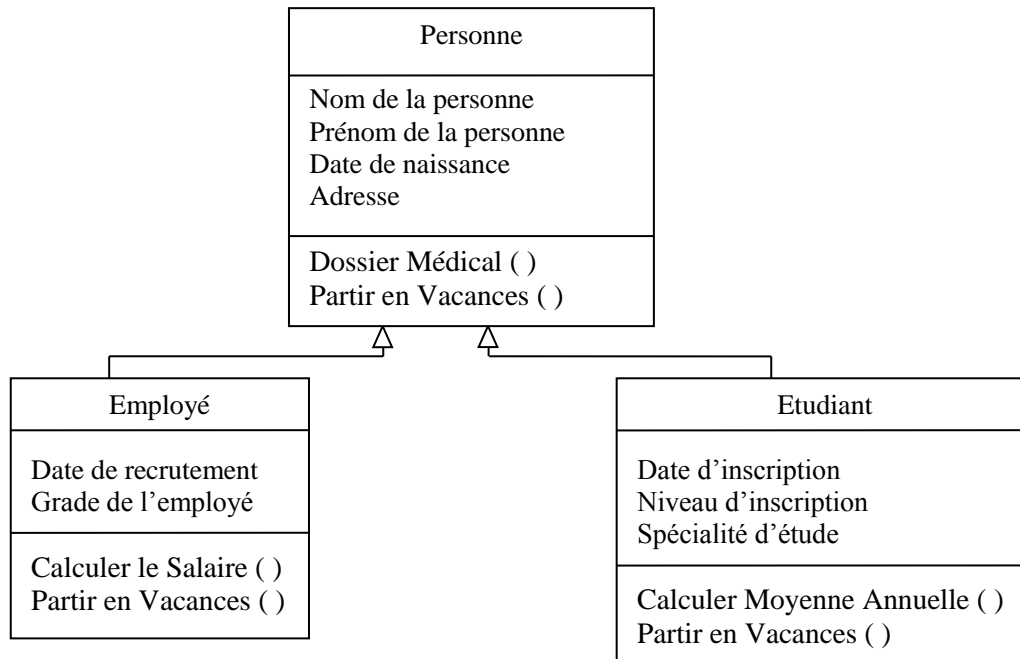 Personne
Nom de la personne
Prénom de la personne
Date de naissance
Adresse
Dossier Médical ( )
Partir en Vacances ( )
Employé
Date de recrutement
Grade de l’employé
Calculer le Salaire ( )
Partir en Vacances ( )
Etudiant
Date d’inscription
Niveau d’inscription
Spécialité d’étude
Calculer Moyenne Annuelle ( )
Partir en Vacances ( )